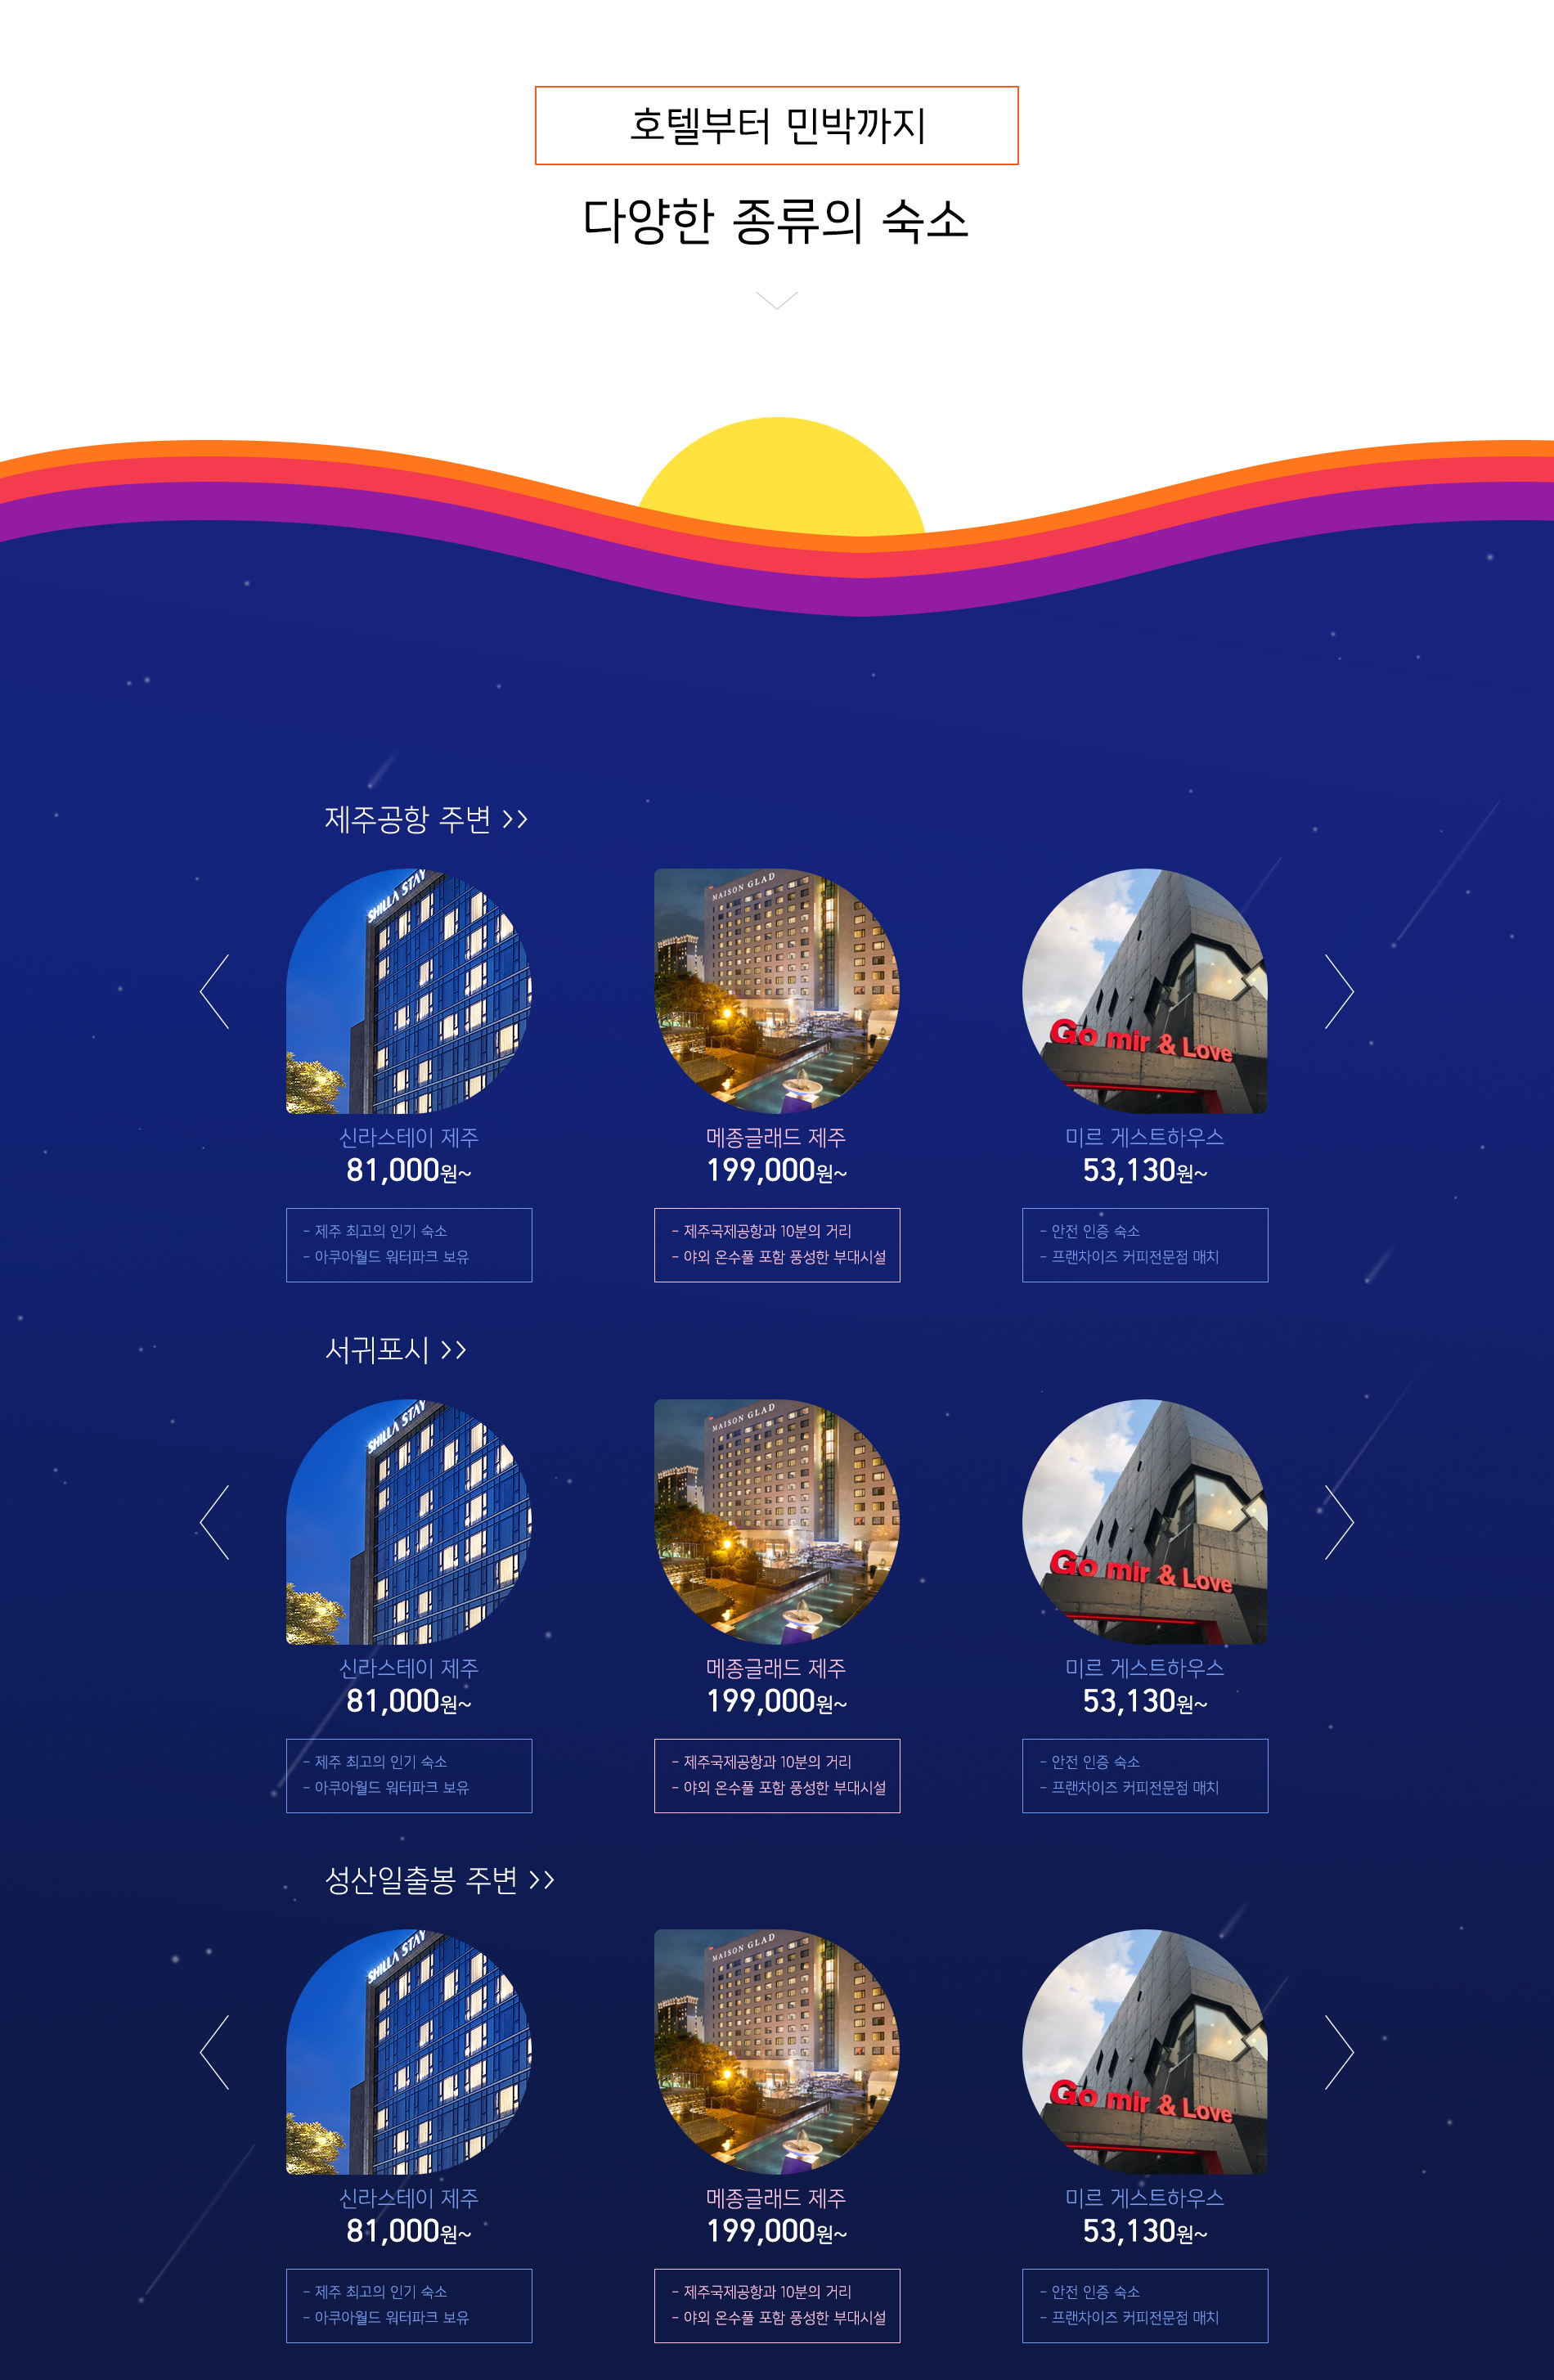 호텔부터 민박까지
다양한 종류의 숙소
제주공항 주변 >>
SHILLA STAY
MAISON GLAD
Go mir & Love
신라스테이 제주
81,000원~
메종글래드 제주
199,000원~
미르 게스트하우스
53,130원~
- 제주 최고의 인기 숙소
- 아쿠아월드 워터파크 보유
- 제주국제공항과 10분의 거리
- 야외 온수풀 포함 풍성한 부대시설
- 안전 인증 숙소
- 프랜차이즈 커피전문점 매치
서귀포시 >>
SHILLA STAY
MAISON GLAD
Go mir & Love
신라스테이 제주
81,000원~
메종글래드 제주
199,000원~
미르 게스트하우스
53,130원~
- 제주 최고의 인기 숙소
- 아쿠아월드 워터파크 보유
- 제주국제공항과 10분의 거리
- 야외 온수풀 포함 풍성한 부대시설
- 안전 인증 숙소
- 프랜차이즈 커피전문점 매치
성산일출봉 주변 >>
SHILLA STAY
MAISON GLAD
Go mir & Love
신라스테이 제주
81,000원~
메종글래드 제주
199,000원~
미르 게스트하우스
53,130원~
- 제주 최고의 인기 숙소
- 아쿠아월드 워터파크 보유
- 제주국제공항과 10분의 거리
- 야외 온수풀 포함 풍성한 부대시설
- 안전 인증 숙소
- 프랜차이즈 커피전문점 매치